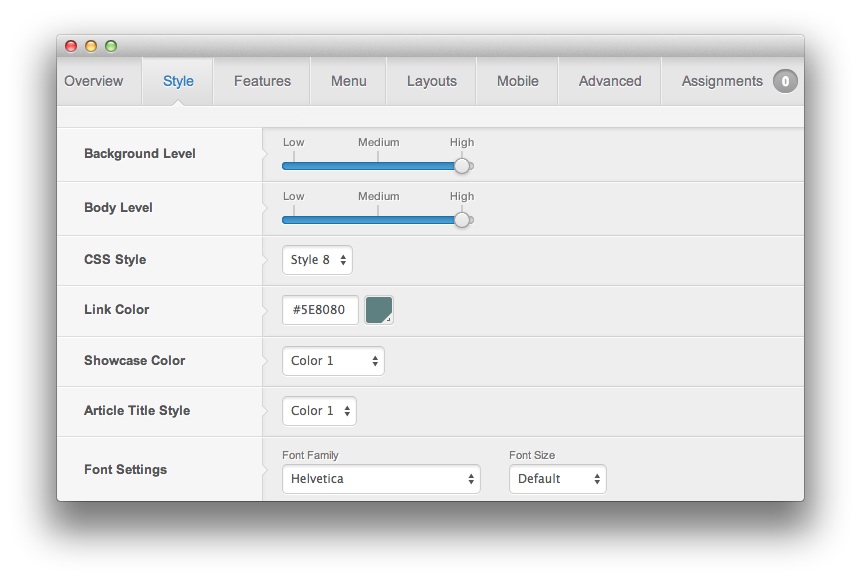 Overview Style Features Menu Layouts Mobile Advanced Assignments 0
Low Medium High
Background Level
Low Medium High
Body Level
CSS Style Style 8
Link Color #5E8080
Showcase Color Color 1
Article Title Style Color 1
Font Family Font Size
Font Settings Helvetica Default